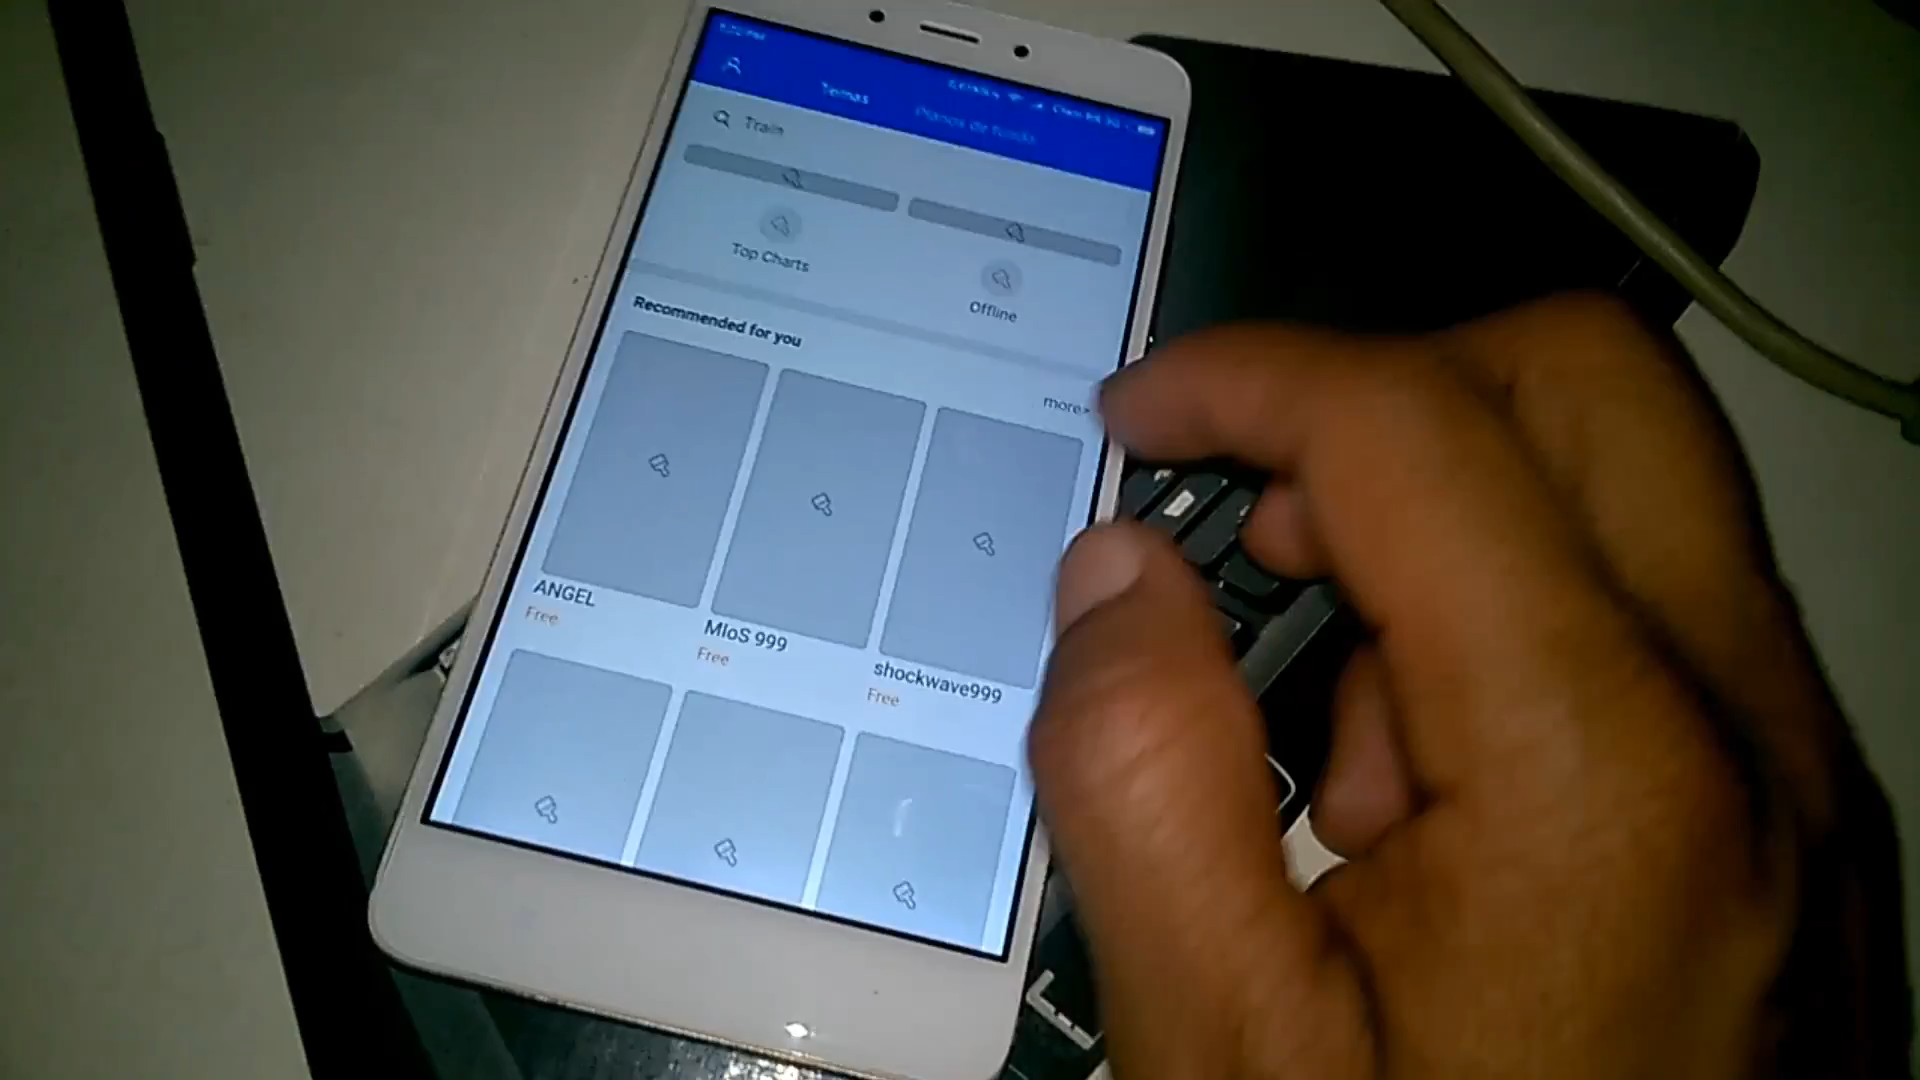 Temas
Train
Top Charts
Offline
Recommended for you
more>
ANGEL
Free
MIoS 999
Free
shockwave999
Free